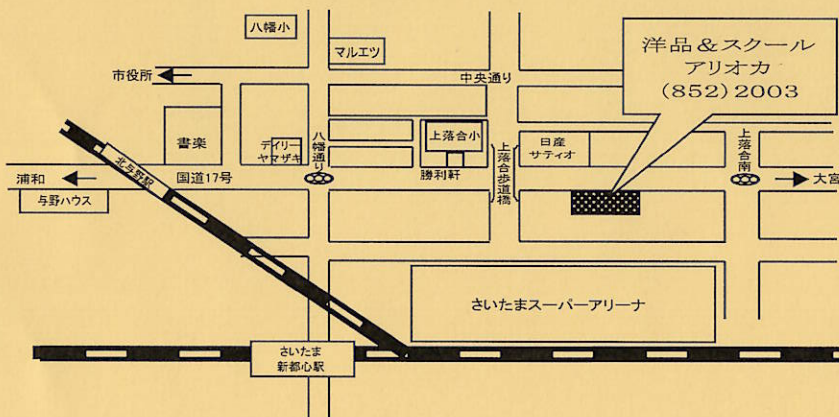 八幡小
マルエツ
洋品&スクール
アリオカ
(852)2003
市役所
中央通り
書楽
デイリー
ヤマザキ
八幡通り
上落合小
勝利軒
上落合歩道橋
日産
サティオ
上落合南
浦和
北与野駅
国道17号
大宮
与野ハウス
さいたまスーパーアリーナ
さいたま
新都心駅